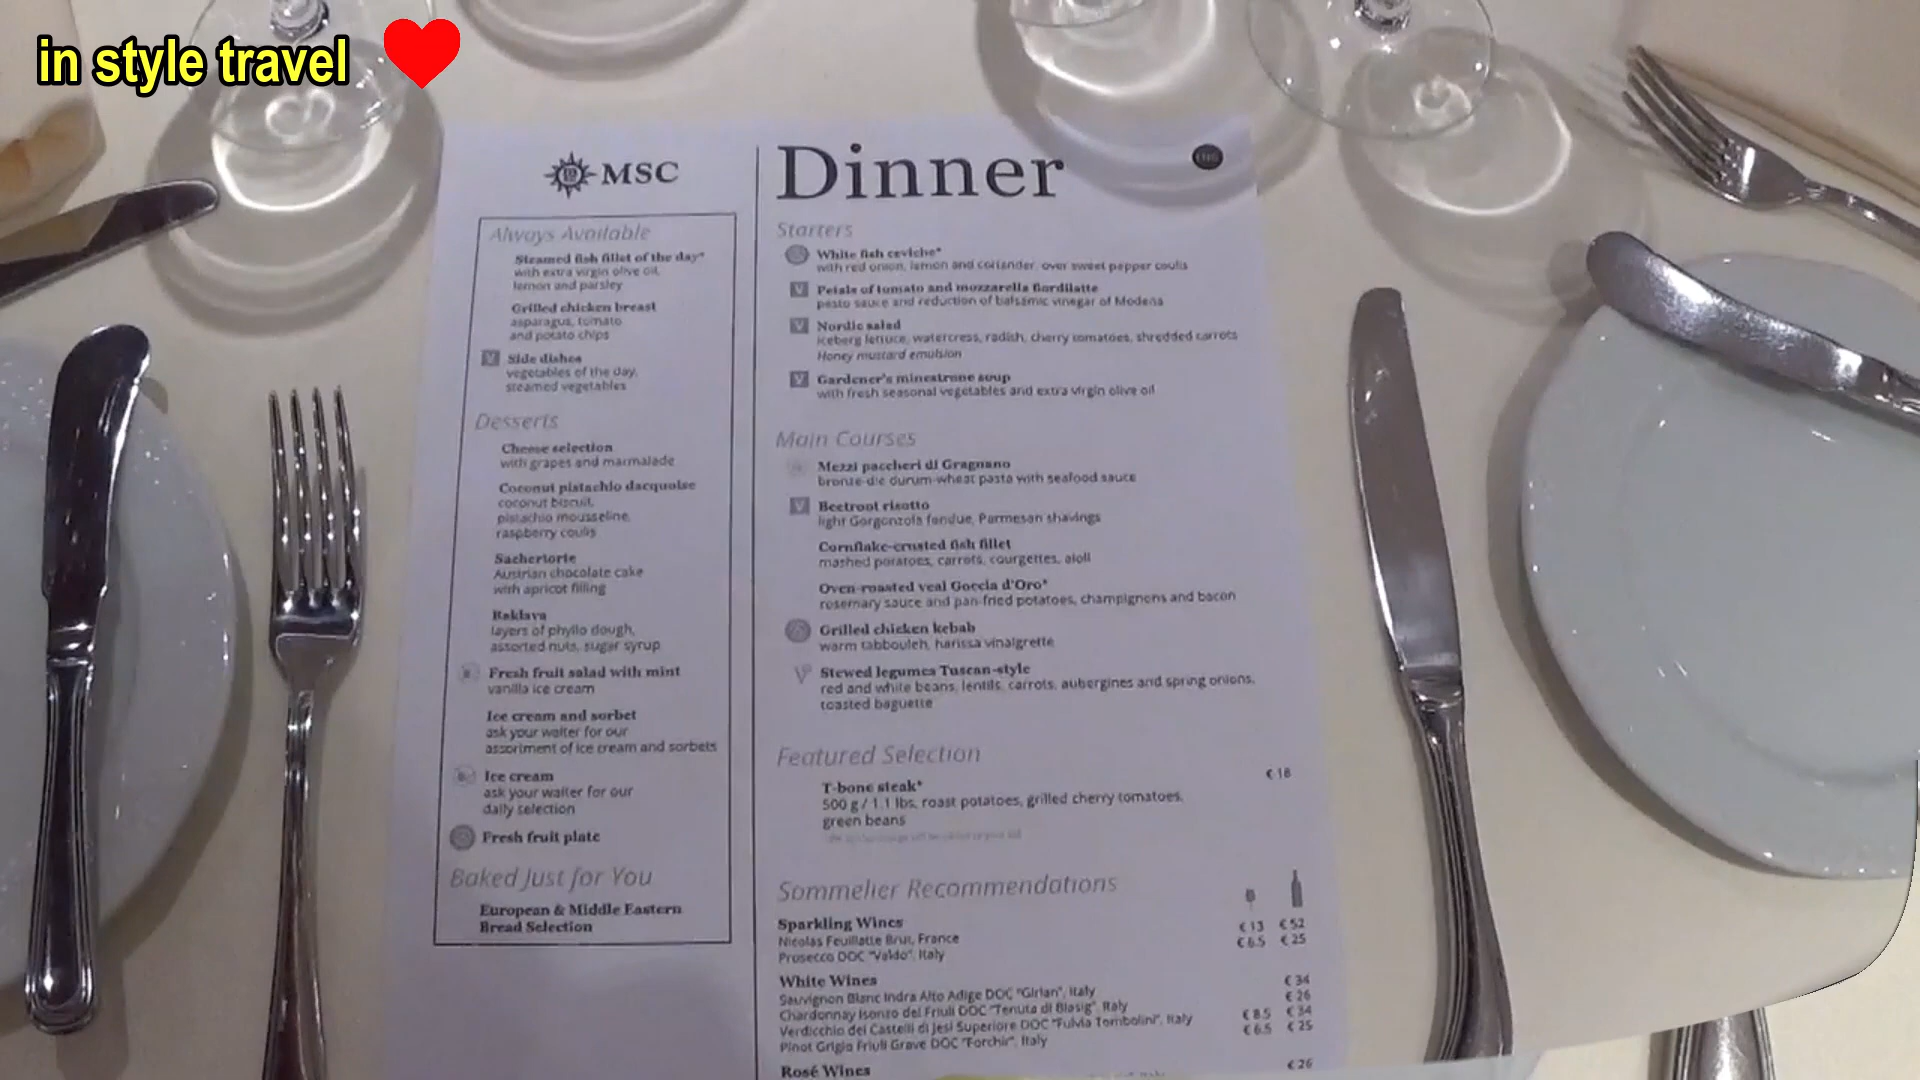 in style travel
MSC
Always Available
Steamed fish fillet of the day*
with extra virgin olive oil,
lemon and parsley
Grilled chicken breast
asparagus, tomato
and potato chips
V Side dishes
vegetables of the day,
steamed vegetables
Desserts
Cheese selection
with grapes and marmalade
Coconut pistachio dacquoise
coconut biscuit,
pistachio mousseline,
raspberry coulis
Sachertorte
Austrian chocolate cake
with apricot filling
Baklava
layers of phyllo dough,
assorted nuts, sugar syrup
Fresh fruit salad with mint
vanilla ice cream
Ice cream and sorbet
ask your waiter for our
assortment of ice cream and sorbets
Ice cream
ask your waiter for our
daily selection
Fresh fruit plate
Baked Just for You
European & Middle Eastern
Bread Selection
Dinner
ENG
Starters
White fish ceviche*
with red onion, lemon and coriander, over sweet pepper coulis
V Petals of tomato and mozzarella fiordilatte
pesto sauce and reduction of balsamic vinegar of Modena
V Nordic salad
iceberg lettuce, watercress, radish, cherry tomatoes, shredded carrots
Honey mustard emulsion
V Gardener's minestrone soup
with fresh seasonal vegetables and extra virgin olive oil
Main Courses
Mezzi paccheri di Gragnano
bronze-die durum-wheat pasta with seafood sauce
V Beetroot risotto
light Gorgonzola fondue, Parmesan shavings
Cornflake-crusted fish fillet
mashed potatoes, carrots, courgettes, aioli
Oven-roasted veal Goccia d'Oro*
rosemary sauce and pan-fried potatoes, champignons and bacon
Grilled chicken kebab
warm tabbouleh, harissa vinaigrette
Stewed legumes Tuscan-style
red and white beans, lentils, carrots, aubergines and spring onions,
toasted baguette
Featured Selection
T-bone steak* € 18
500 g / 1.1 lbs, roast potatoes, grilled cherry tomatoes,
green beans
Sommelier Recommendations
Sparkling Wines
Nicolas Feuillatte Brut, France € 13 € 52
Prosecco DOC "Valdo", Italy € 6.5 € 25
White Wines
Sauvignon Blanc Indra Alto Adige DOC "Girlan", Italy € 34
Chardonnay Isonzo del Friuli DOC "Tenuta di Blasig", Italy € 26
Verdicchio dei Castelli di Jesi Superiore DOC "Fulvia Tombolini", Italy € 8.5 € 34
Pinot Grigio Friuli Grave DOC "Forchir", Italy € 6.5 € 25
Rosé Wines
€ 26